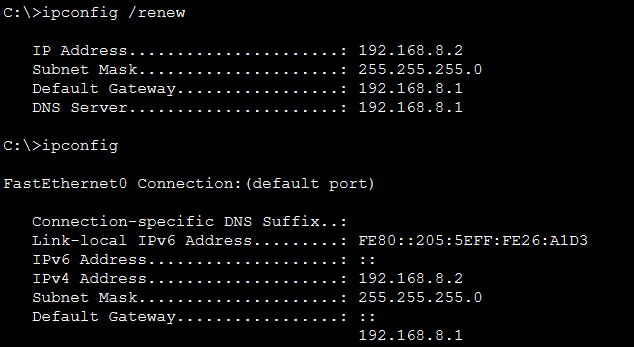 C:\>ipconfig /renew
IP Address......................: 192.168.8.2
Subnet Mask.....................: 255.255.255.0
Default Gateway.................: 192.168.8.1
DNS Server......................: 192.168.8.1
C:\>ipconfig
FastEthernet0 Connection:(default port)
Connection-specific DNS Suffix..:
Link-local IPv6 Address.........: FE80::205:5EFF:FE26:A1D3
IPv6 Address....................: ::
IPv4 Address....................: 192.168.8.2
Subnet Mask.....................: 255.255.255.0
Default Gateway.................: ::
192.168.8.1